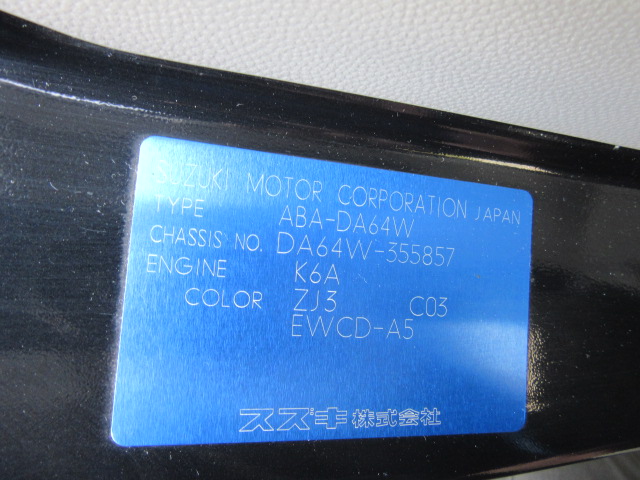 SUZUKI MOTOR CORPORATION JAPAN
TYPE ABA-DA64W
CHASSIS NO. DA64W-355857
ENGINE K6A
COLOR ZJ3 C03
EWCD-A5
スズキ株式会社